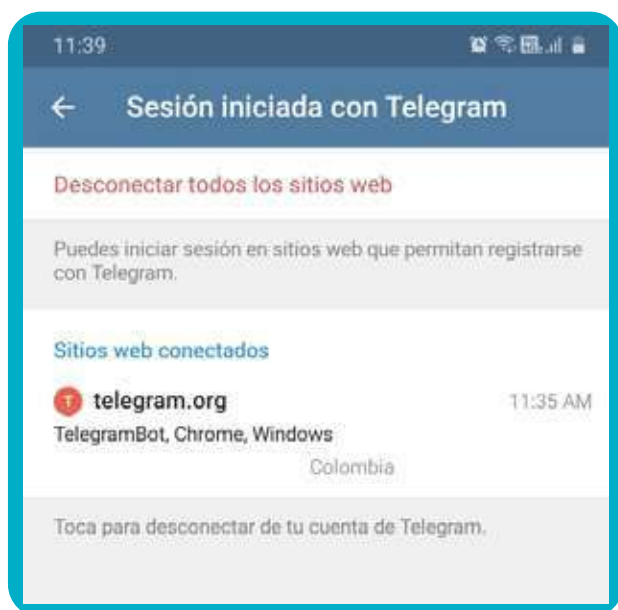 11:39
Sesión iniciada con Telegram
Desconectar todos los sitios web
Puedes iniciar sesión en sitios web que permitan registrarse
con Telegram.
Sitios web conectados
T telegram.org 11:35 AM
TelegramBot, Chrome, Windows
Colombia
Toca para desconectar de tu cuenta de Telegram.